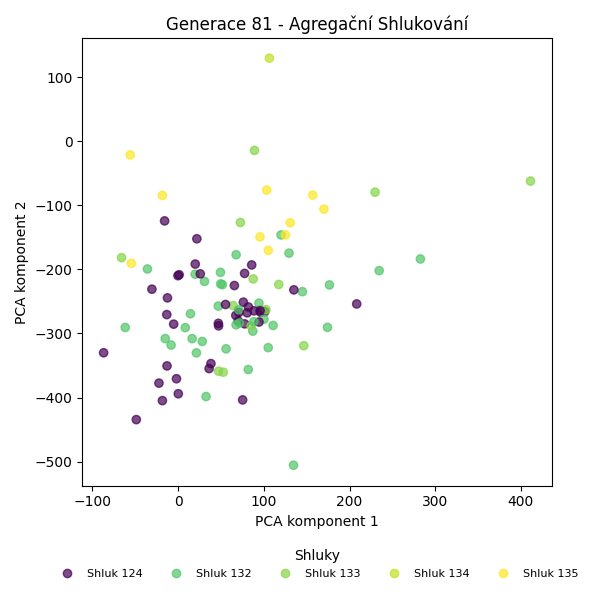 Generace 81 - Agregační Shlukování
100
0
−100
−200
−300
−400
−500
PCA komponent 2
−100
0
100
200
300
400
PCA komponent 1
Shluky
Shluk 124
Shluk 132
Shluk 133
Shluk 134
Shluk 135